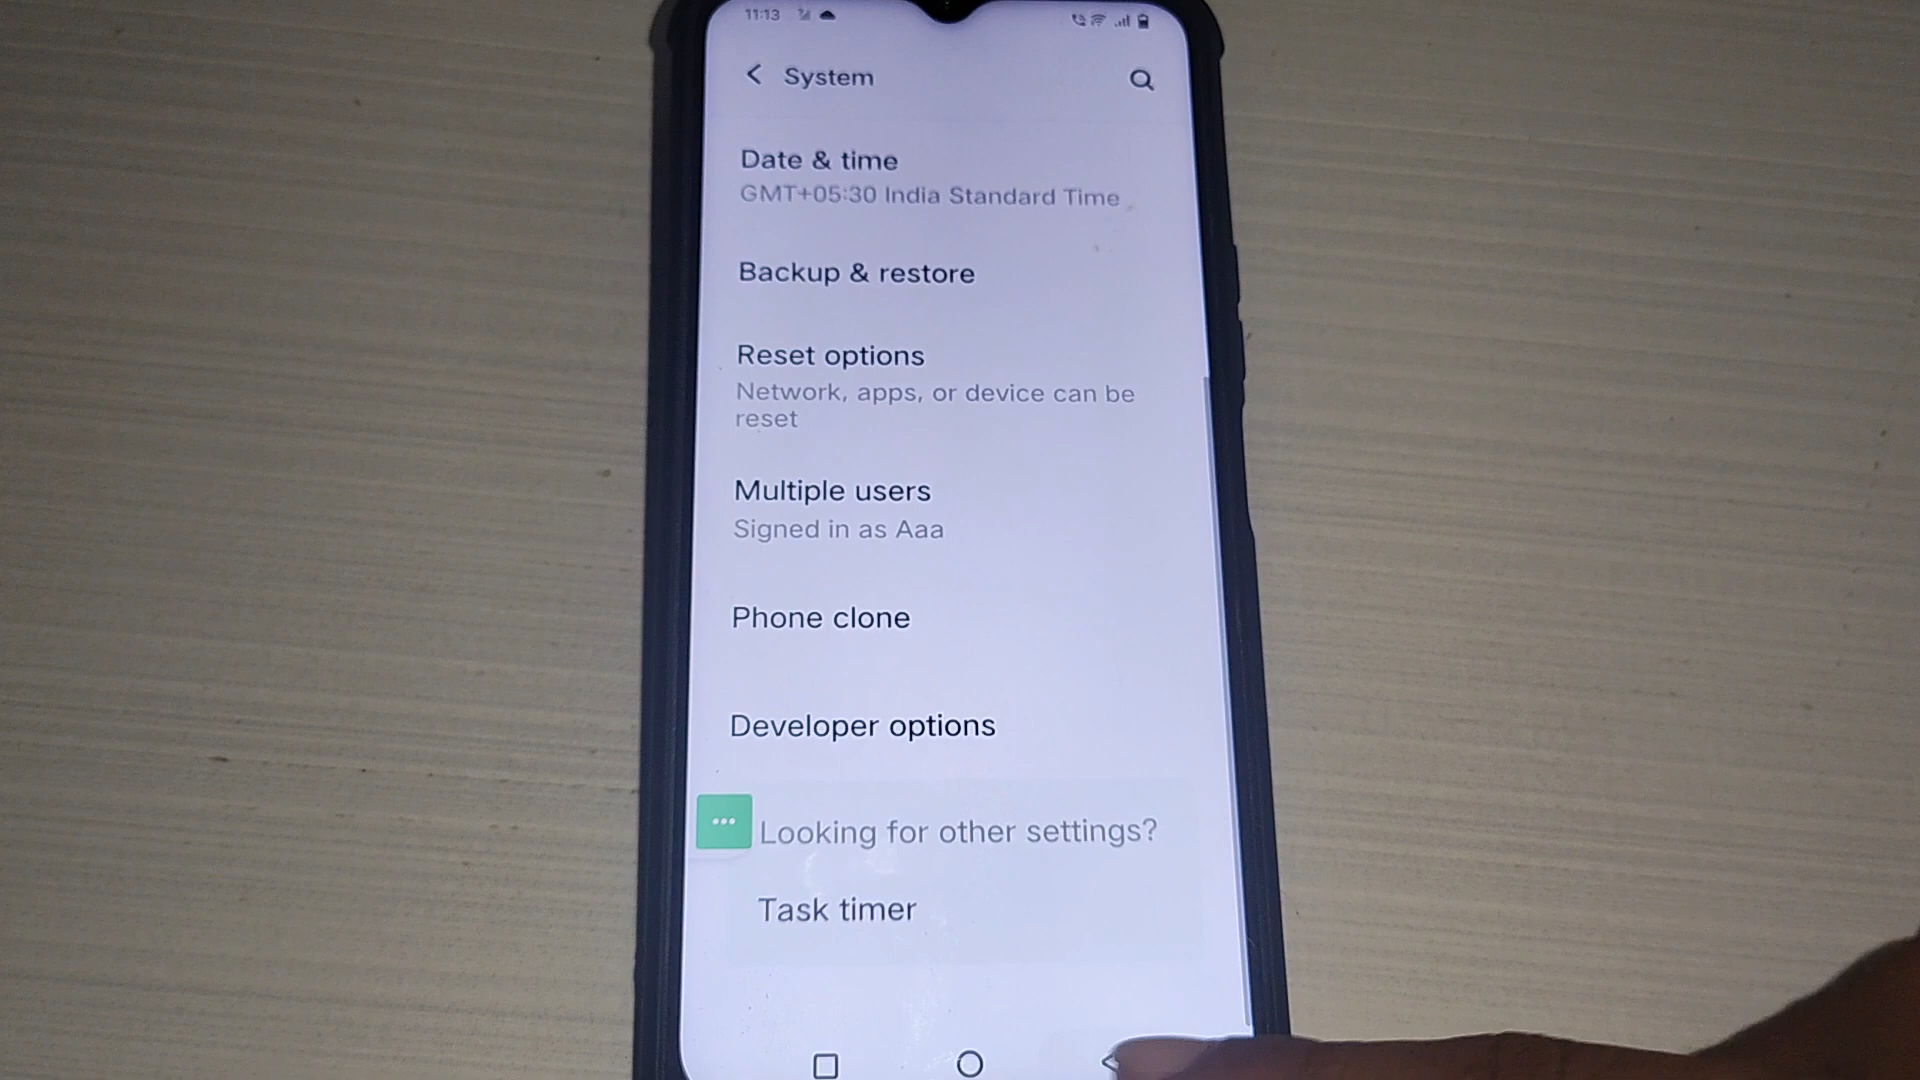 11:13
System
Date & time
GMT+05:30 India Standard Time
Backup & restore
Reset options
Network, apps, or device can be
reset
Multiple users
Signed in as Aaa
Phone clone
Developer options
Looking for other settings?
Task timer